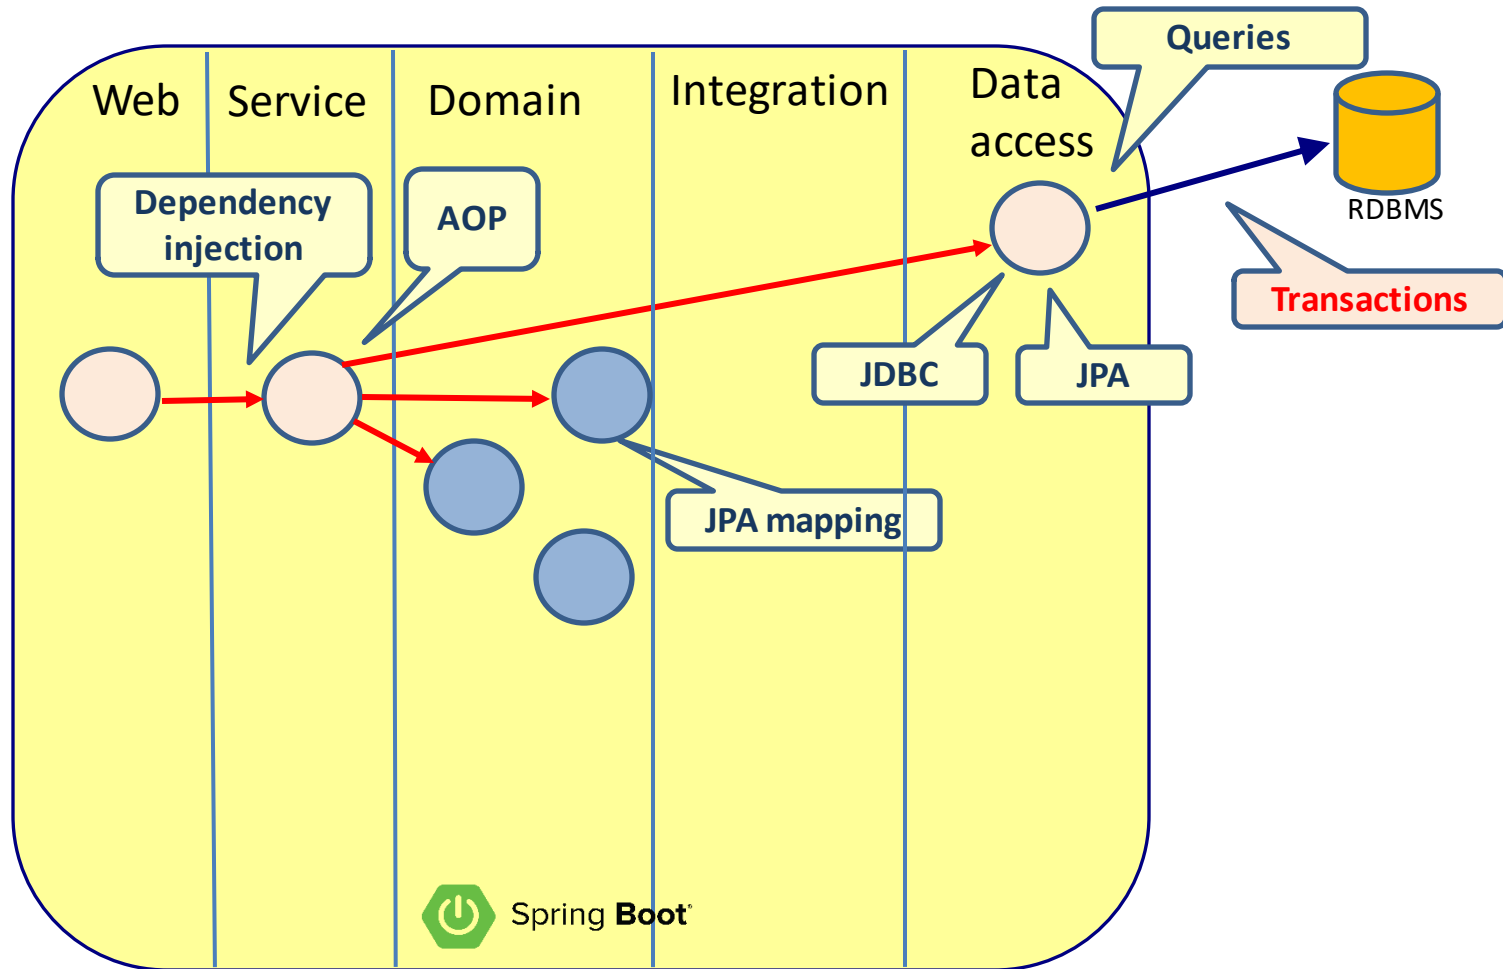 Queries
Web
Service
Domain
Integration
Data
access
RDBMS
Dependency
injection
AOP
Transactions
JDBC
JPA
JPA mapping
Spring Boot